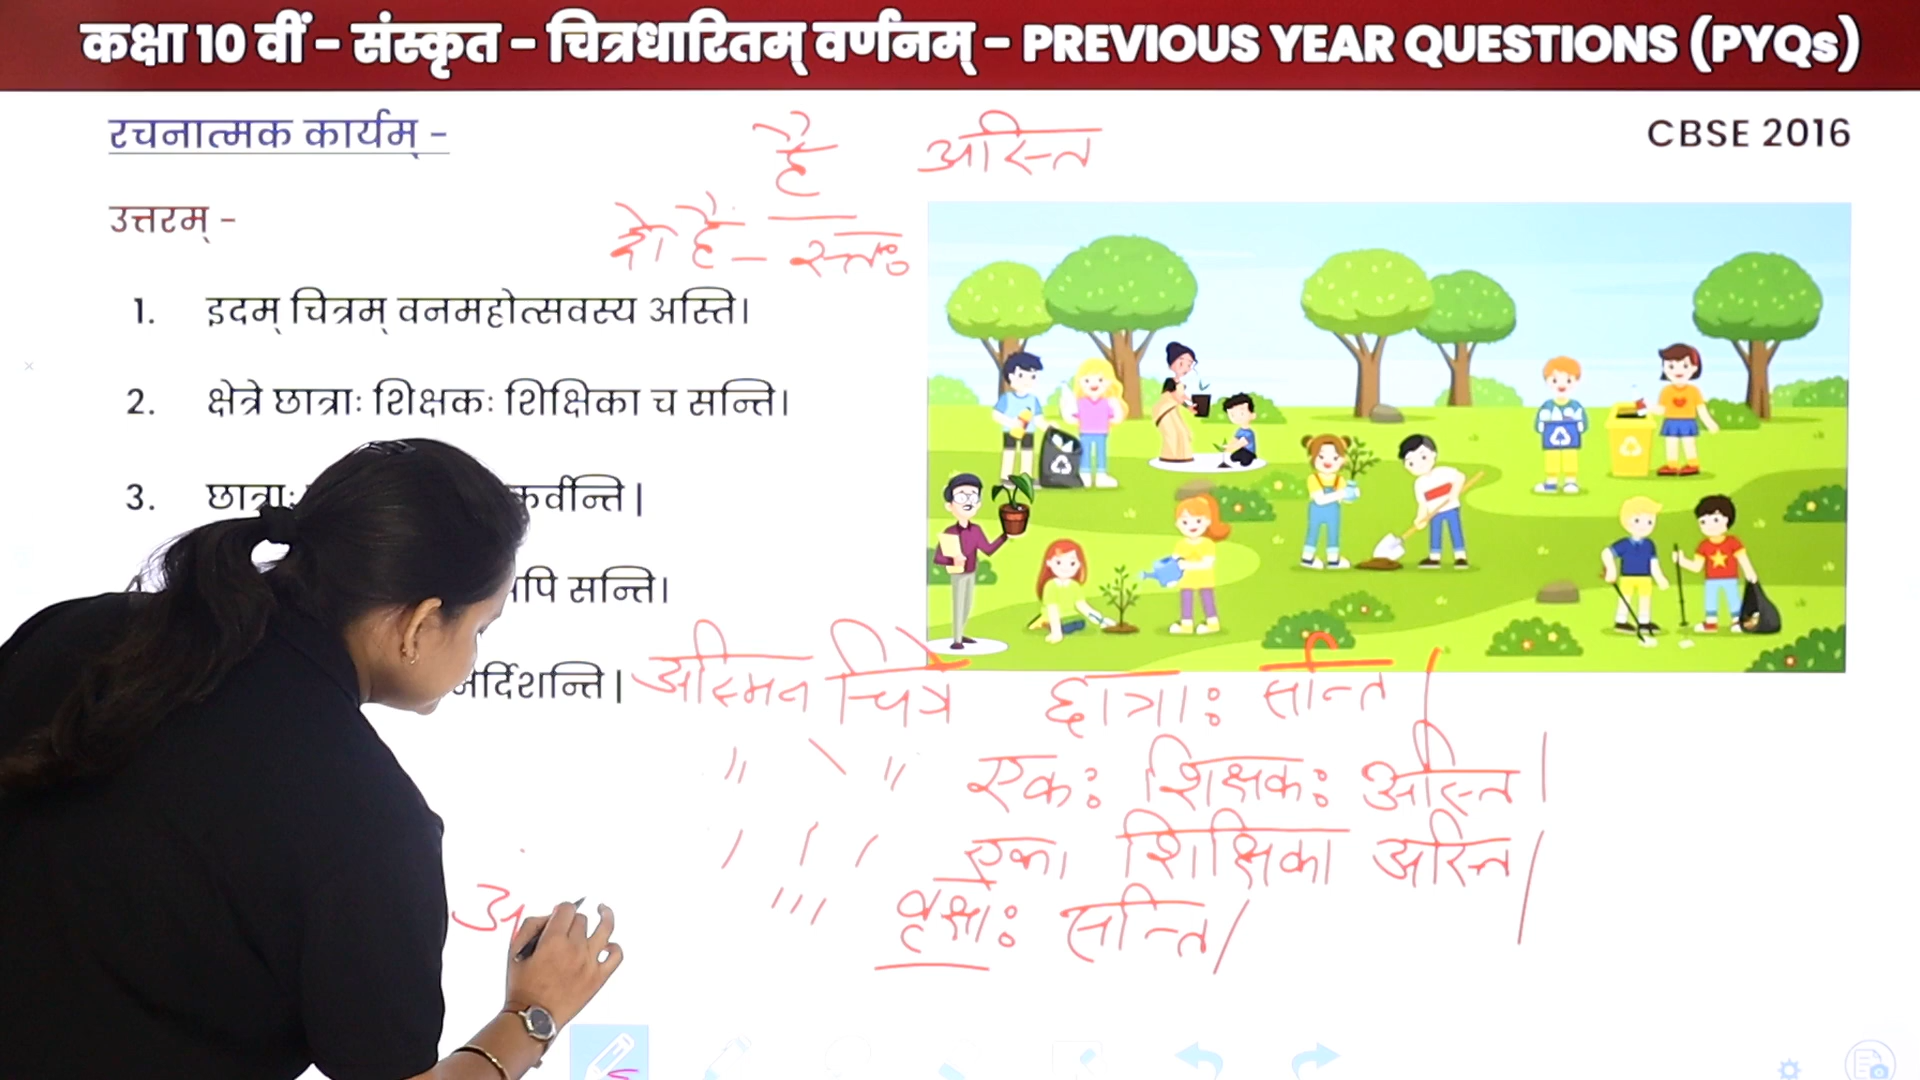 कक्षा 10 वीं - संस्कृत - चित्रधारितम् वर्णनम् - PREVIOUS YEAR QUESTIONS (PYQs)
रचनात्मक कार्यम् -
है अस्ति
CBSE 2016
उत्तरम् -
दो हैं - स्तः
1. इदम् चित्रम् वनमहोत्सवस्य अस्ति।
2. क्षेत्रे छात्राः शिक्षकः शिक्षिका च सन्ति।
3. छात्राः कुर्वन्ति |
सन्ति।
निर्दिशन्ति |
अस्मिन चित्रे छात्राः सन्ति |
" " एकः शिक्षकः अस्ति |
/ / / एका शिक्षिका अस्ति |
/ / / वृक्षाः सन्ति |